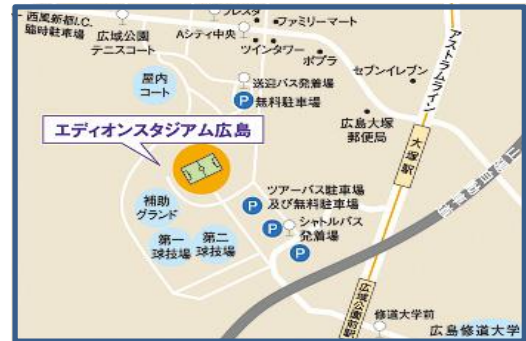 プレスタ
ファミリーマート
西風新都I.C.
臨時駐車場
広域公園
テニスコート
Aシティ中央
ツインタワー
ポプラ
セブンイレブン
アストラムライン
屋内
コート
送迎バス発着場
P 無料駐車場
広島大塚
郵便局
大塚駅
エディオンスタジアム広島
補助
グランド
第一
球技場
第二
球技場
P
ツアーバス駐車場
及び無料駐車場
P
シャトルバス
発着場
P
広域公園前駅
修道大学前
広島修道大学